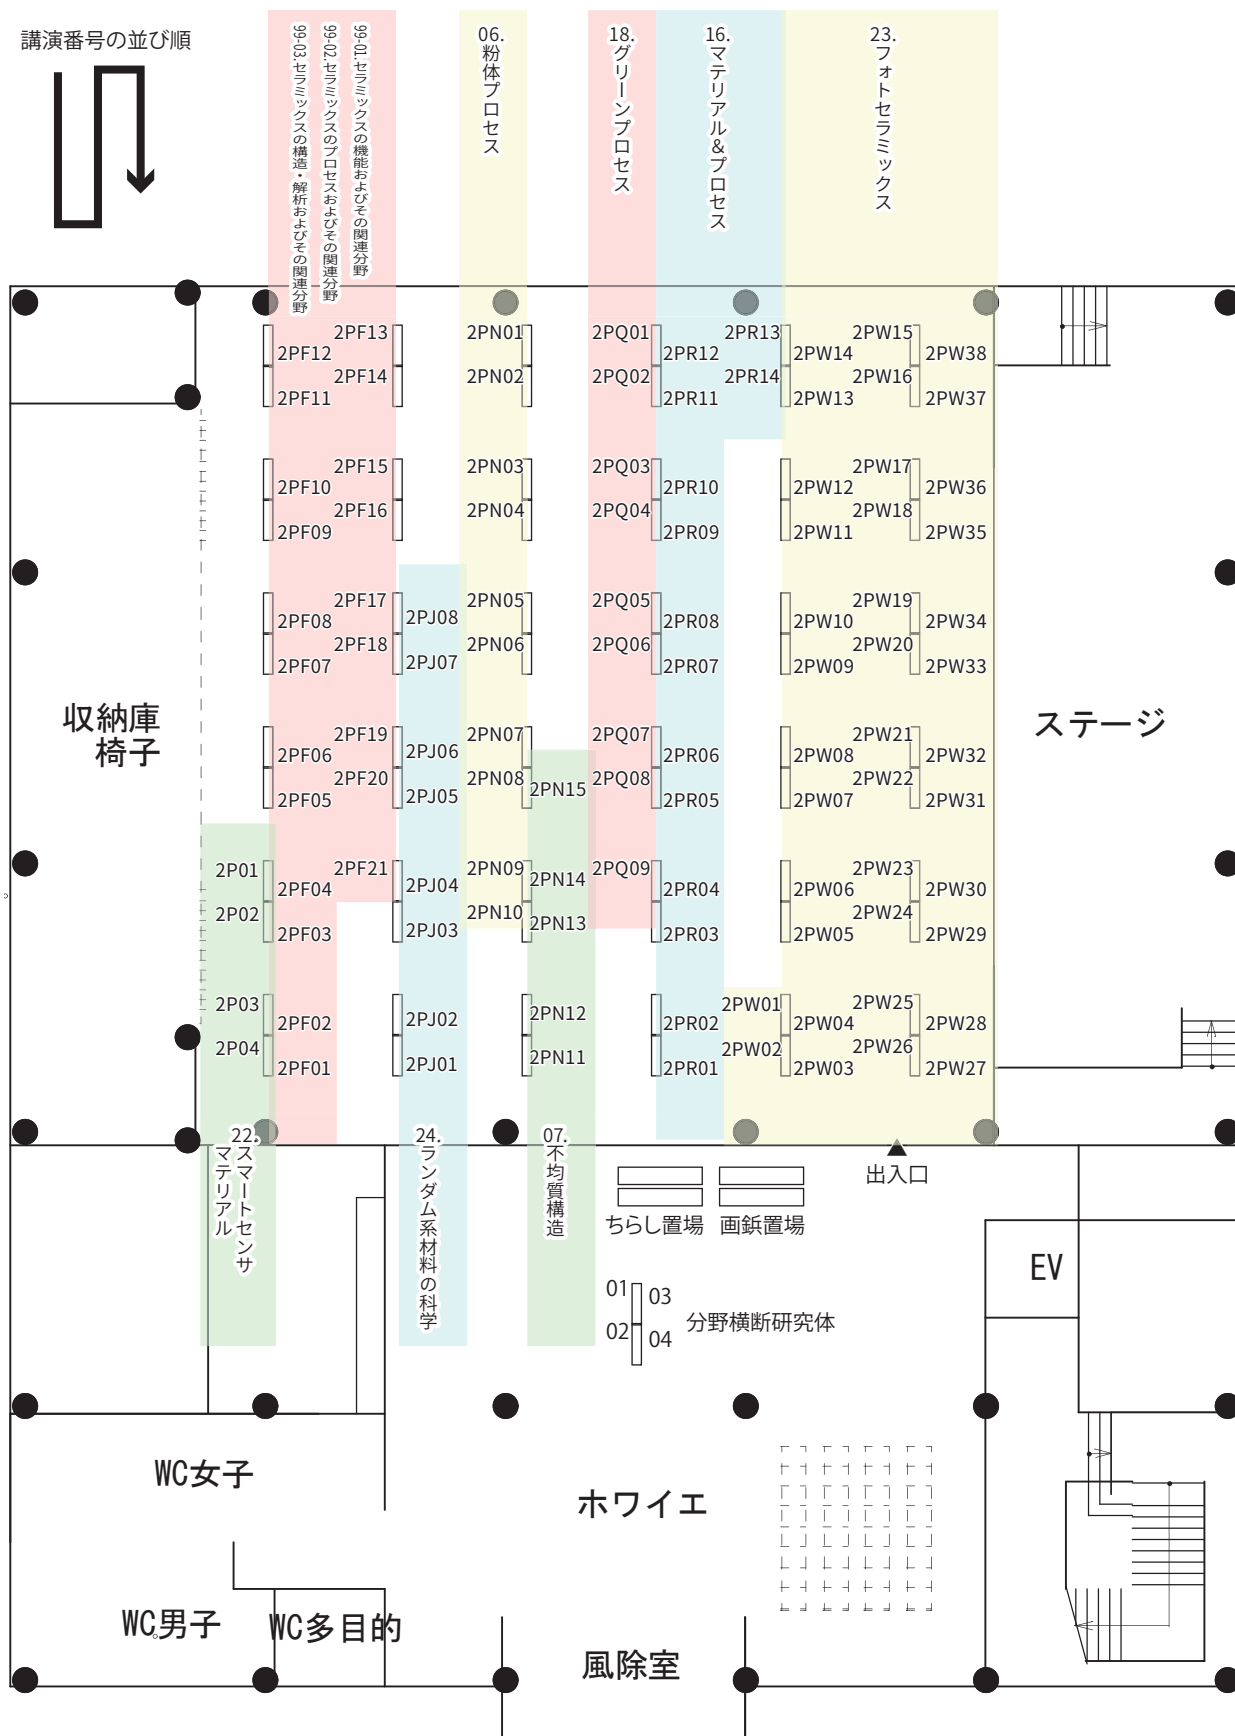 講演番号の並び順
99-03.セラミックスの構造・解析およびその関連分野
99-02.セラミックスのプロセスおよびその関連分野
99-01.セラミックスの機能およびその関連分野
06.粉体プロセス
18.グリーンプロセス
16.マテリアル&プロセス
23.フォトセラミックス
2PF13 2PN01 2PQ01 2PR13 2PW15
2PF12 2PR12 2PW14 2PW38
2PF14 2PN02 2PQ02 2PR14 2PW16
2PF11 2PR11 2PW13 2PW37
2PF15 2PN03 2PQ03 2PW17
2PF10 2PR10 2PW12 2PW36
2PF16 2PN04 2PQ04 2PW18
2PF09 2PR09 2PW11 2PW35
2PF17 2PN05 2PQ05 2PW19
2PF08 2PJ08 2PR08 2PW10 2PW34
2PF18 2PN06 2PQ06 2PW20
2PF07 2PJ07 2PR07 2PW09 2PW33
収納庫
椅子
ステージ
2PF19 2PN07 2PQ07 2PW21
2PF06 2PJ06 2PR06 2PW08 2PW32
2PF20 2PN08 2PQ08 2PW22
2PF05 2PJ05 2PN15 2PR05 2PW07 2PW31
2P01 2PF21 2PN09 2PQ09 2PW23
2PF04 2PJ04 2PN14 2PR04 2PW06 2PW30
2P02 2PN10 2PW24
2PF03 2PJ03 2PN13 2PR03 2PW05 2PW29
2P03 2PW01 2PW25
2PF02 2PJ02 2PN12 2PR02 2PW04 2PW28
2P04 2PW02 2PW26
2PF01 2PJ01 2PN11 2PR01 2PW03 2PW27
22.スマートセンサ
マテリアル
24.ランダム系材料の科学
07.不均質構造
出入口
ちらし置場 画鋲置場
EV
01 03
02 04
分野横断研究体
WC女子
ホワイエ
WC男子
WC多目的
風除室